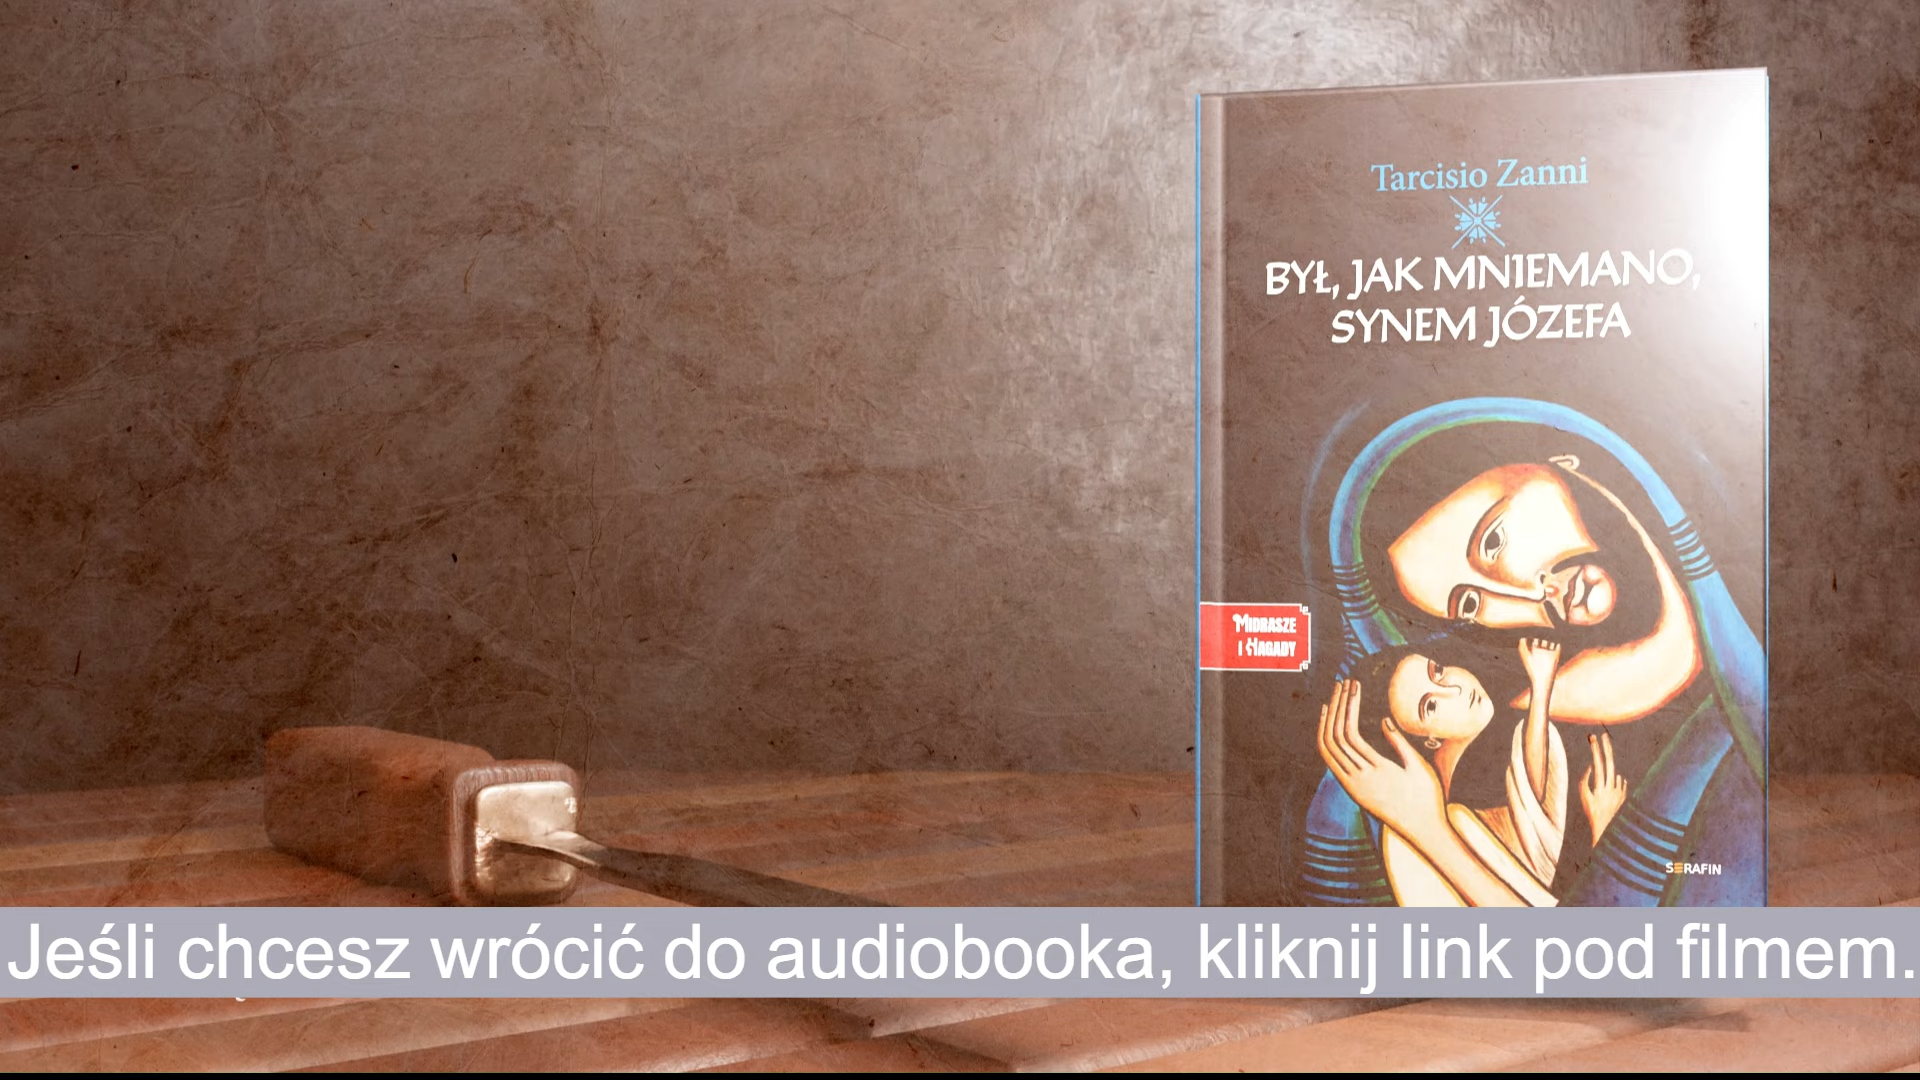 Tarcisio Zanni
BYŁ, JAK MNIEMANO,
SYNEM JÓZEFA
MIDRASZE
I HAGADY
SERAFIN
Jeśli chcesz wrócić do audiobooka, kliknij link pod filmem.